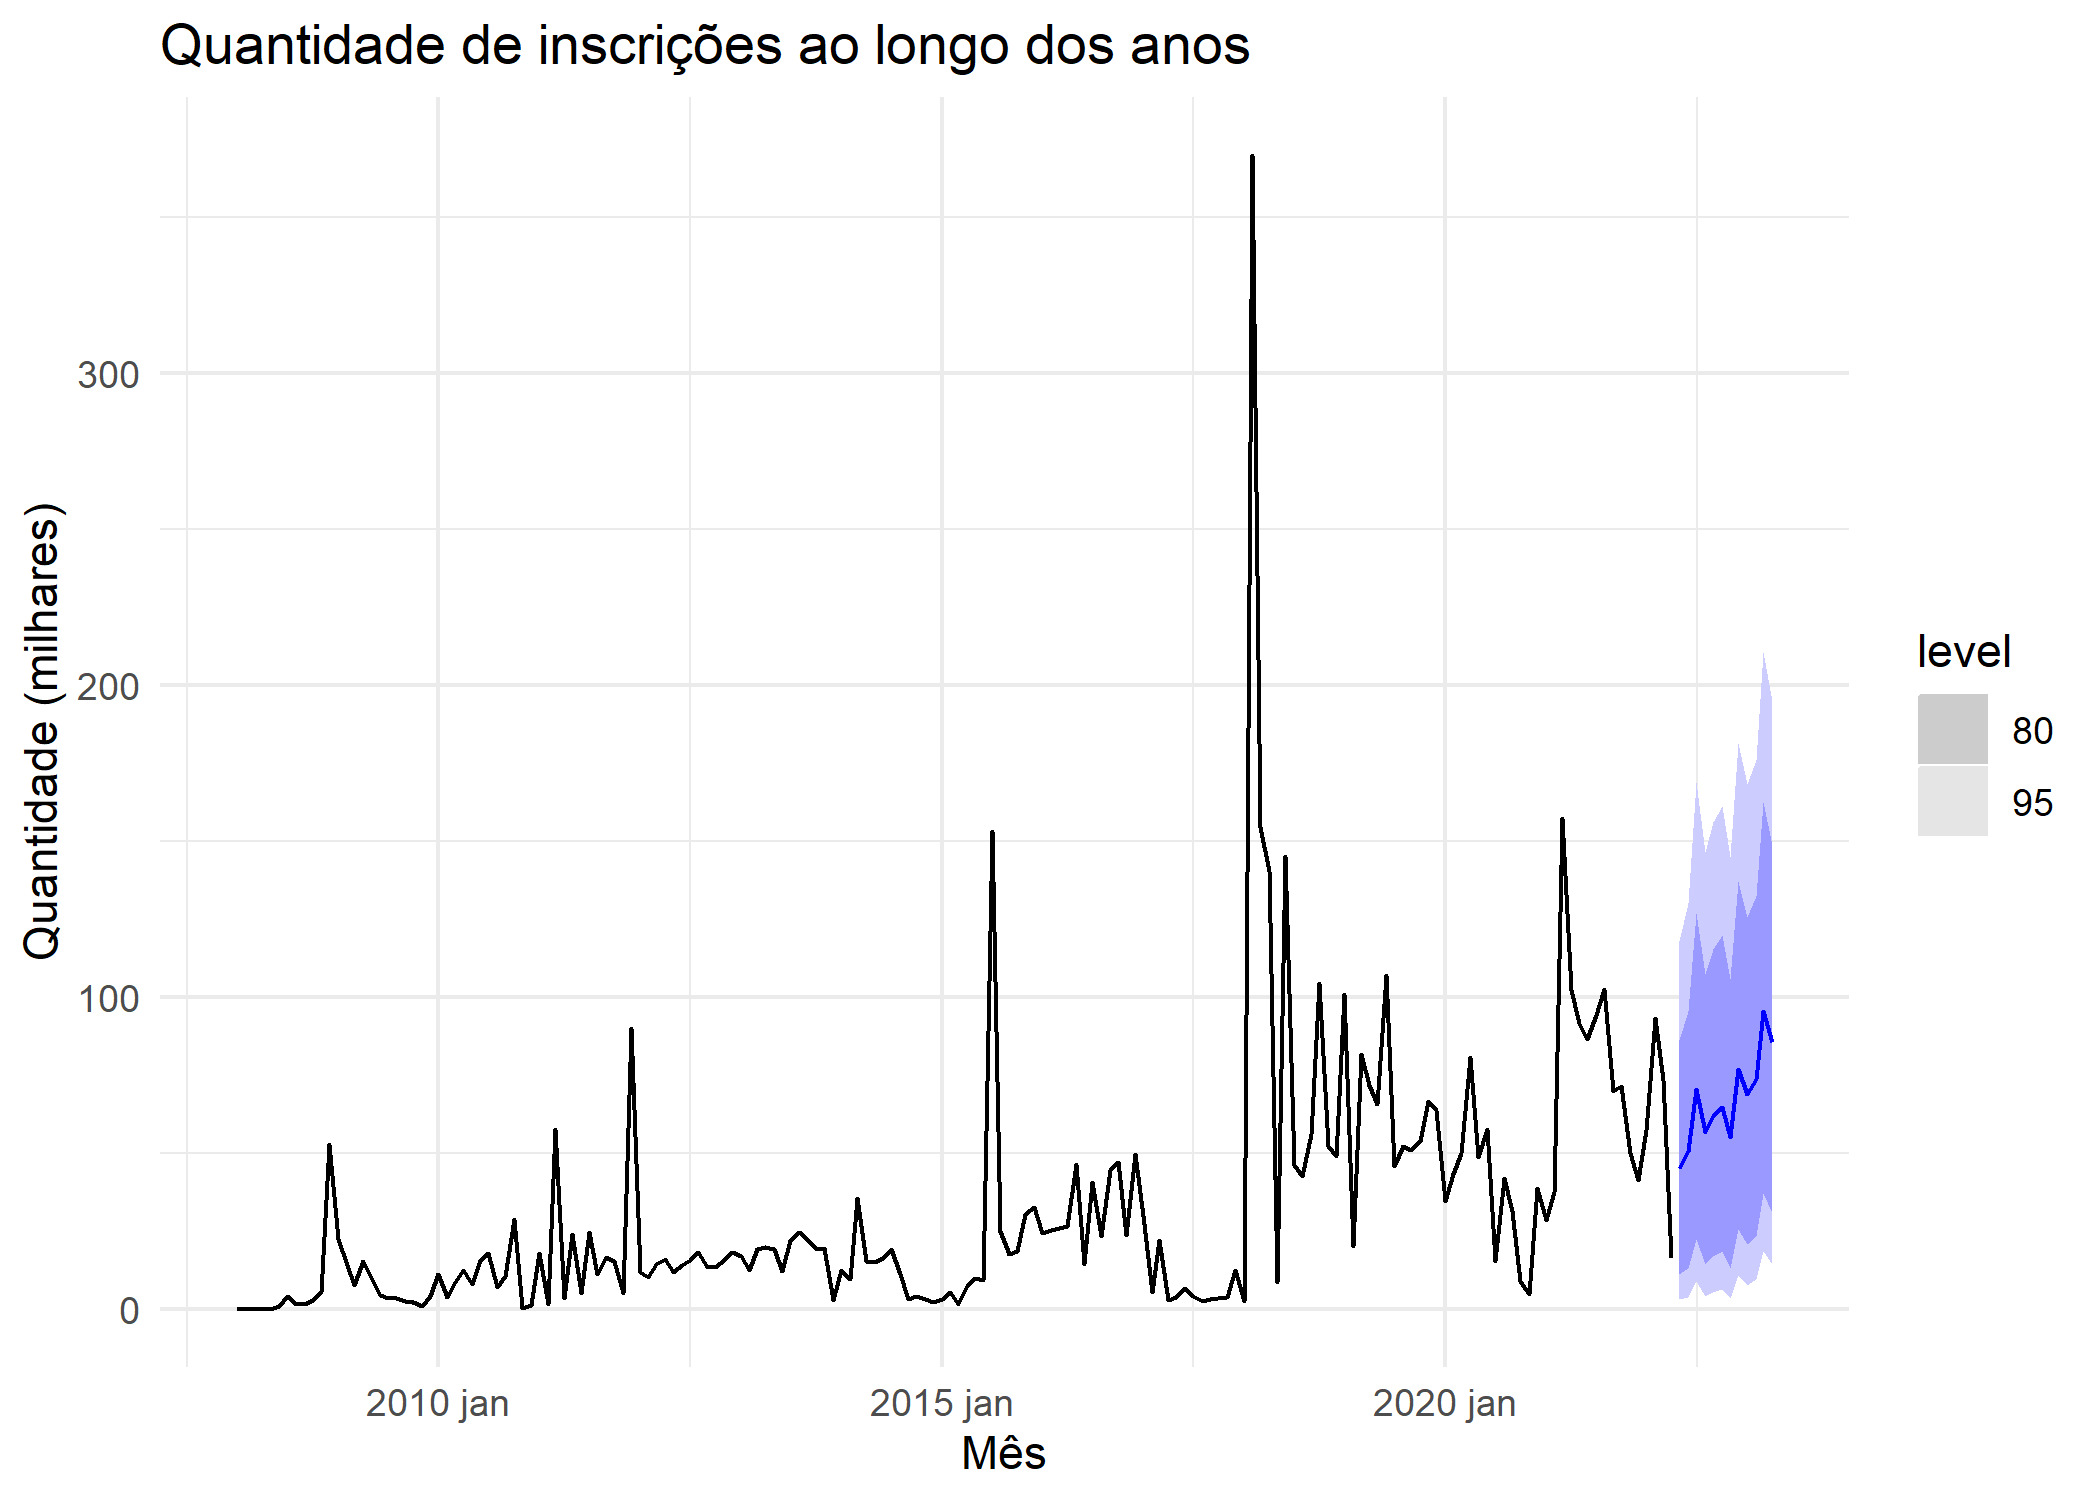 Quantidade de inscrições ao longo dos anos
Quantidade (milhares)
300
200
100
0
2010 jan
2015 jan
2020 jan
Mês
level
80
95